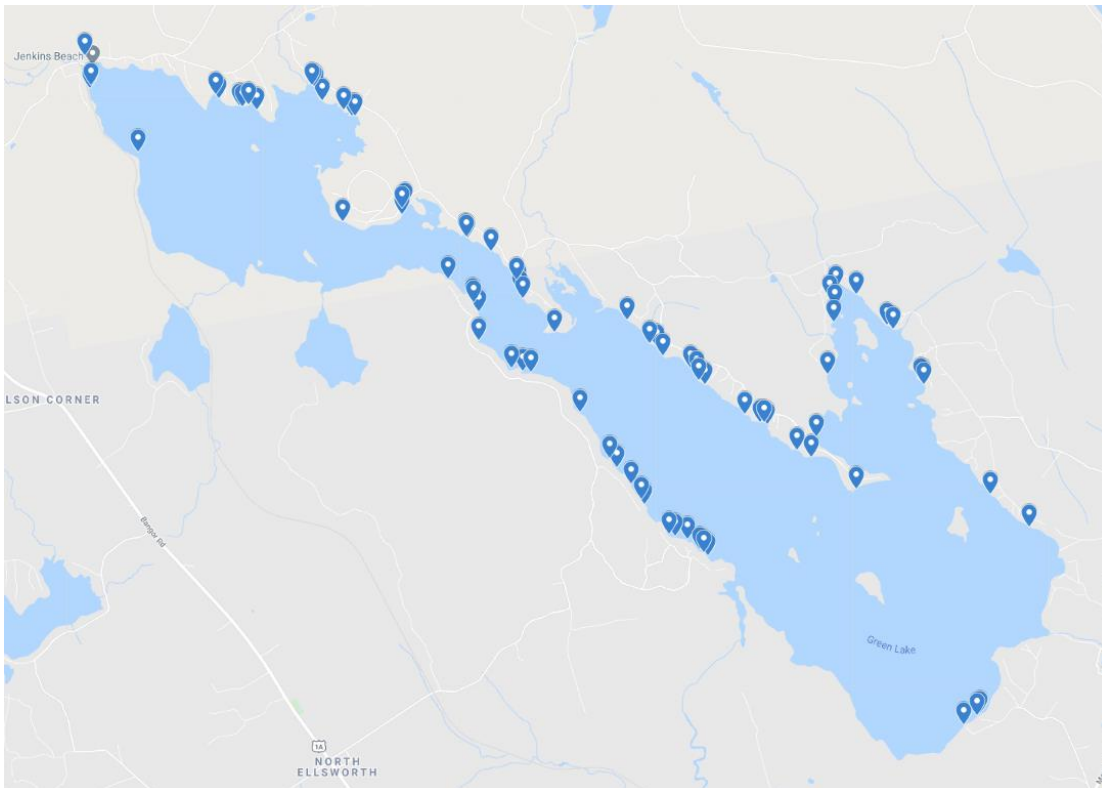 Jenkins Beach
LSON CORNER
Bangor Rd
Green Lake
1A
NORTH
ELLSWORTH